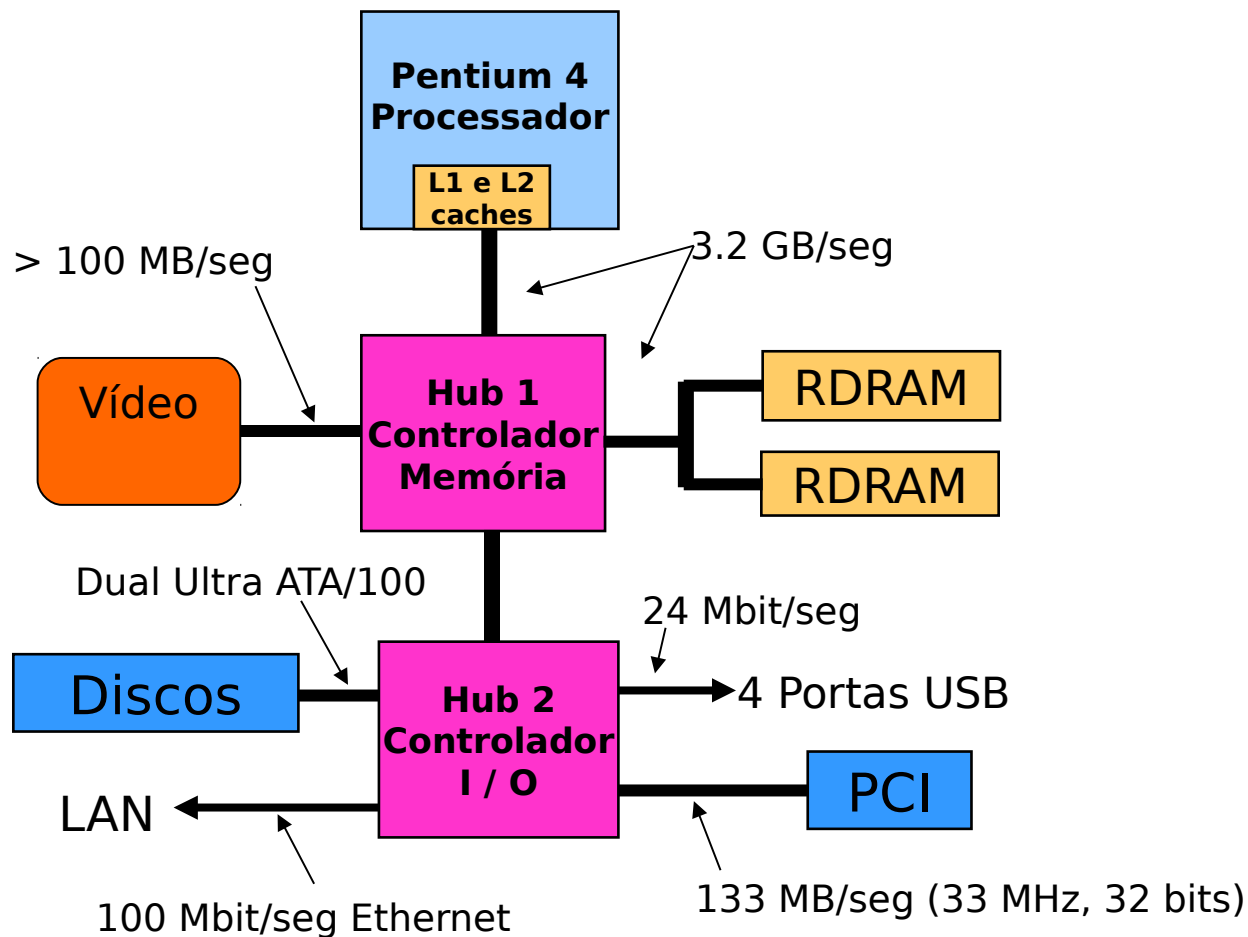 Pentium 4
Processador
L1 e L2
caches
> 100 MB/seg
3.2 GB/seg
Vídeo
Hub 1
Controlador
Memória
RDRAM
RDRAM
Dual Ultra ATA/100
24 Mbit/seg
Discos
Hub 2
Controlador
I / O
4 Portas USB
LAN
PCI
100 Mbit/seg Ethernet
133 MB/seg (33 MHz, 32 bits)